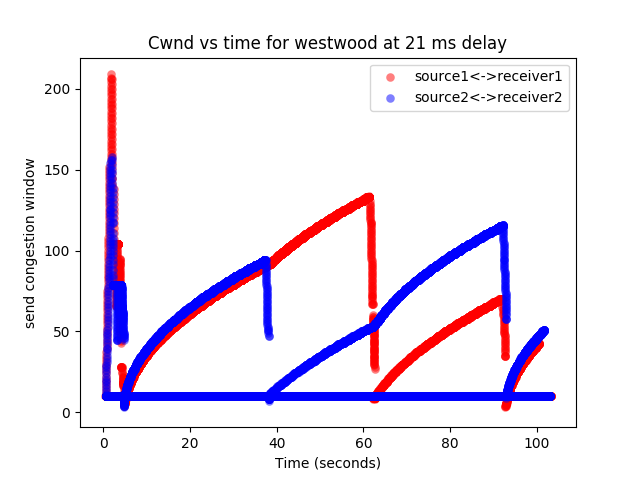 Cwnd vs time for westwood at 21 ms delay
source1<->receiver1
source2<->receiver2
200
150
100
50
0
send congestion window
0
20
40
60
80
100
Time (seconds)